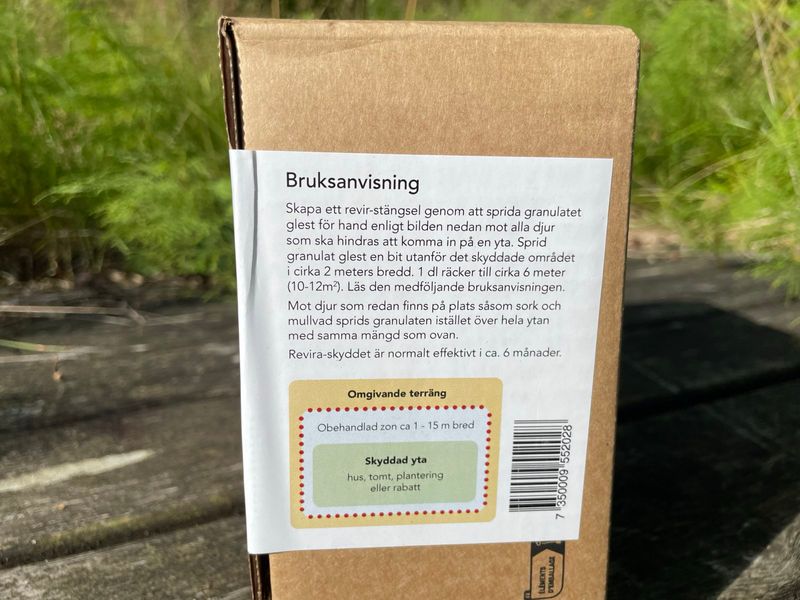 Bruksanvisning
Skapa ett revir-stängsel genom att sprida granulatet
glest för hand enligt bilden nedan mot alla djur
som ska hindras att komma in på en yta. Sprid
granulat glest en bit utanför det skyddade området
i cirka 2 meters bredd. 1 dl räcker till cirka 6 meter
(10-12m²). Läs den medföljande bruksanvisningen.
Mot djur som redan finns på plats såsom sork och
mullvad sprids granulaten istället över hela ytan
med samma mängd som ovan.
Revira-skyddet är normalt effektivt i ca. 6 månader.
Omgivande terräng
Obehandlad zon ca 1 - 15 m bred
Skyddad yta
hus, tomt, plantering
eller rabatt
7 350009 552028
ÉLÉMENTS
D'EMBALLAGE